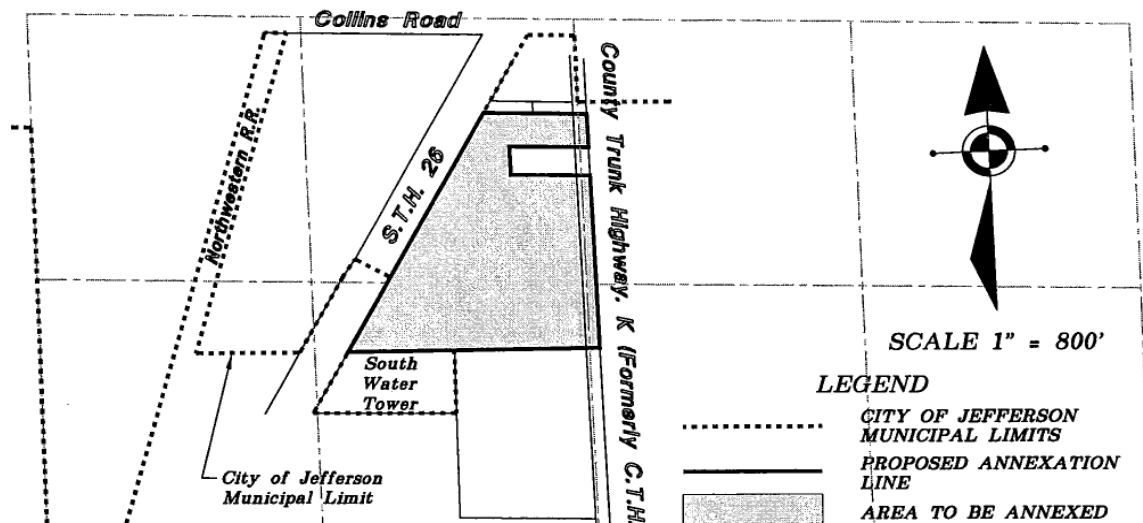 Collins Road
Northwestern R.R.
S.T.H. 26
County Trunk Highway, K (Formerly C.T.H.
South
Water
Tower
City of Jefferson
Municipal Limit
SCALE 1" = 800'
LEGEND
CITY OF JEFFERSON
MUNICIPAL LIMITS
PROPOSED ANNEXATION
LINE
AREA TO BE ANNEXED